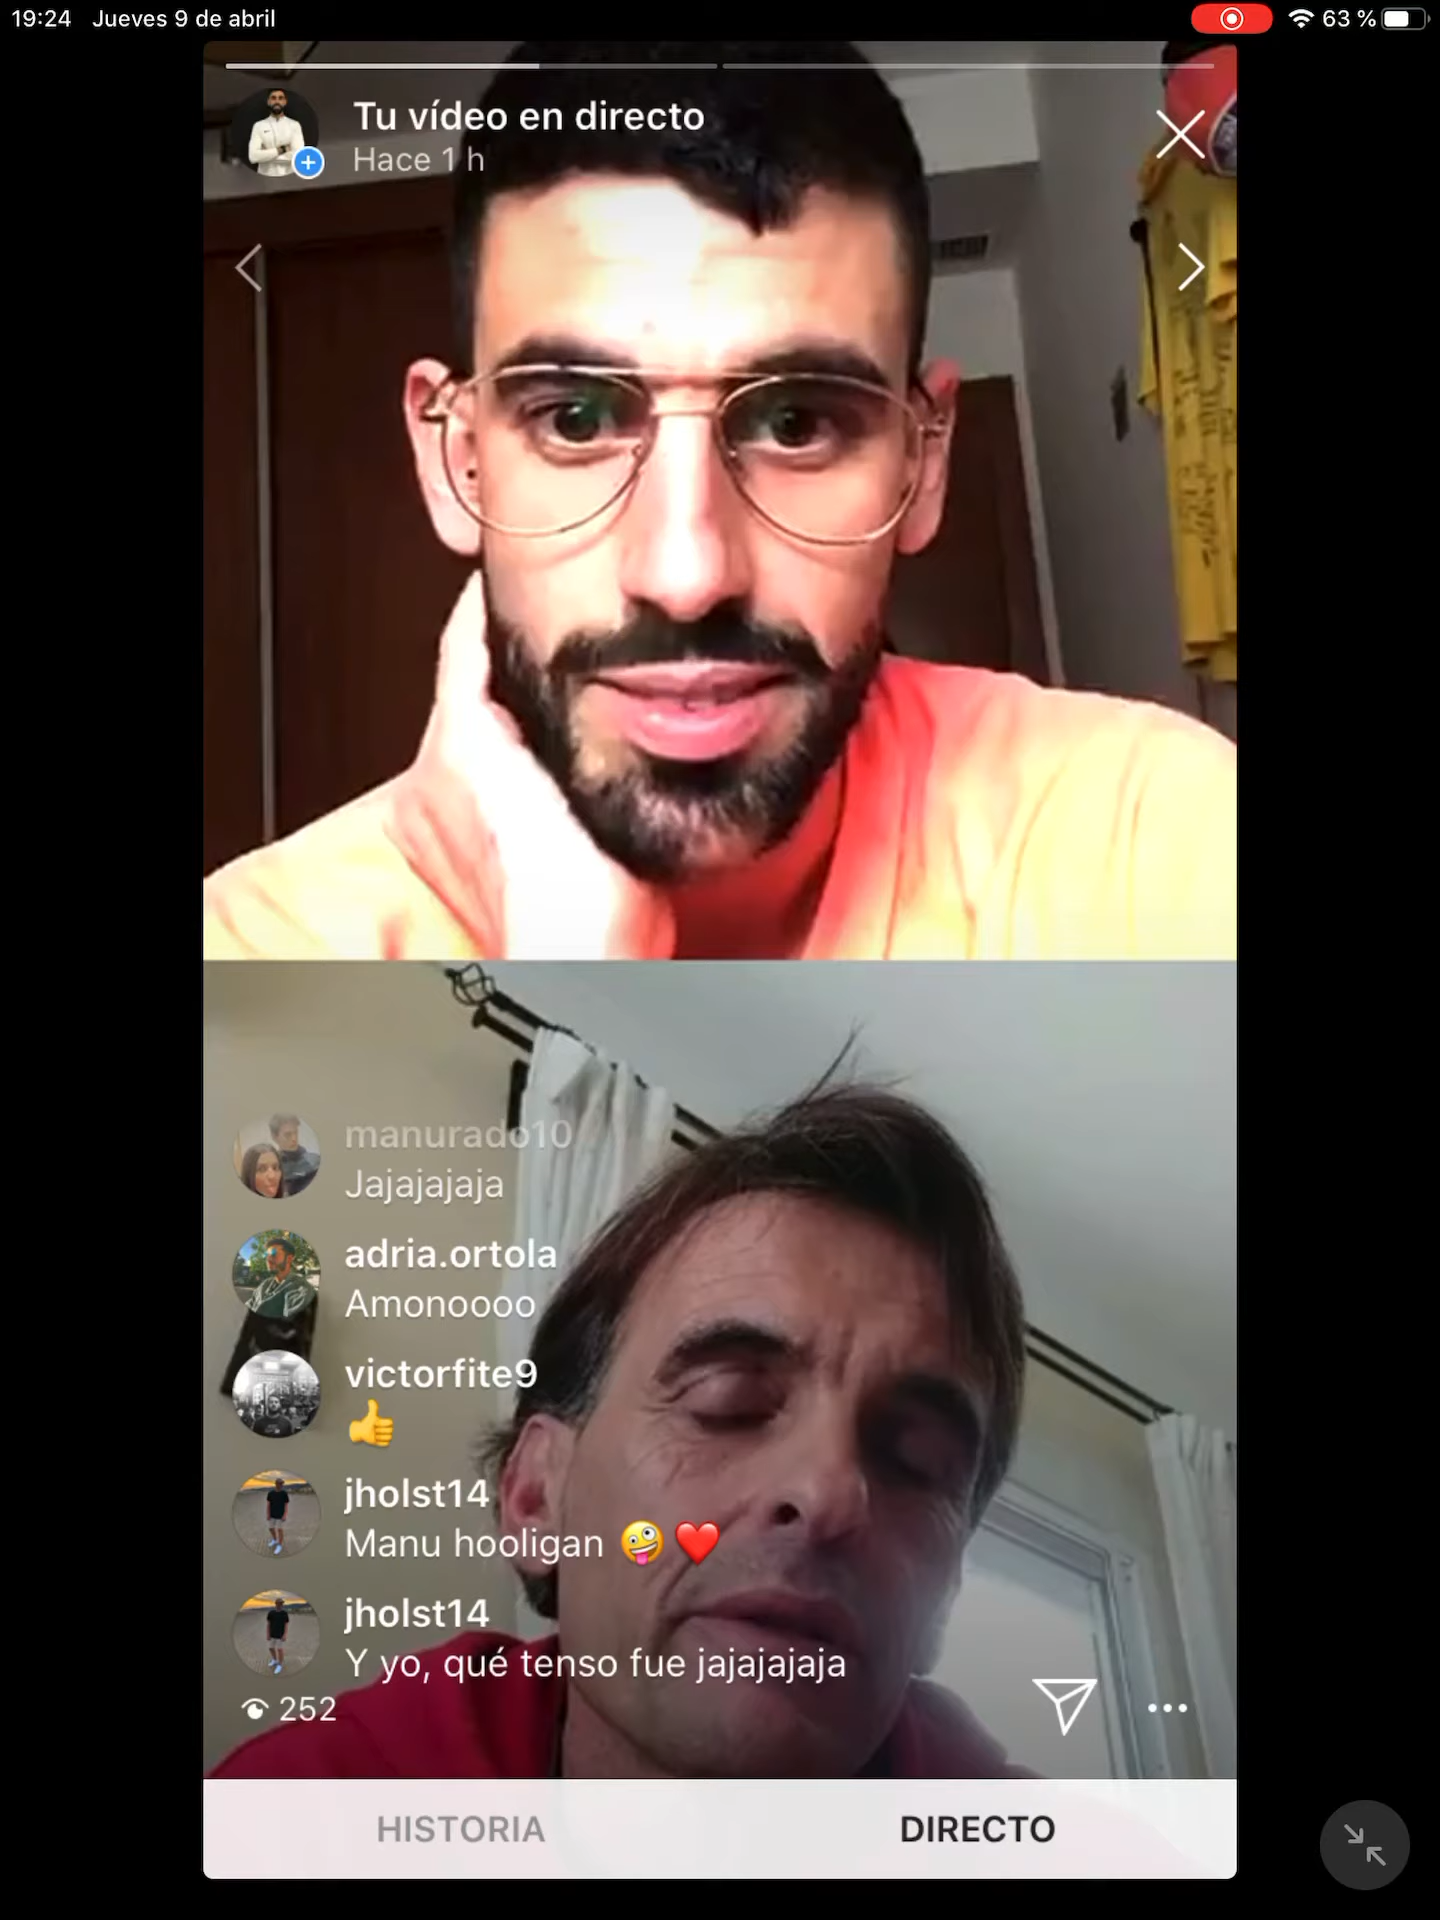 19:24 Jueves 9 de abril
63 %
Tu vídeo en directo
Hace 1 h
manurado10
Jajajajaja
adria.ortola
Amonoooo
victorfite9
👍
jholst14
Manu hooligan 🤪❤️
jholst14
Y yo, qué tenso fue jajajajaja
252
HISTORIA
DIRECTO